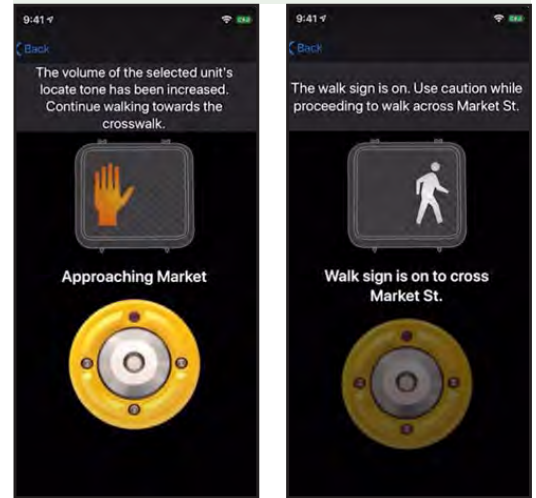 9:41
Back
The volume of the selected unit's
locate tone has been increased.
Continue walking towards the
crosswalk.
Approaching Market
9:41
Back
The walk sign is on. Use caution while
proceeding to walk across Market St.
Walk sign is on to cross
Market St.